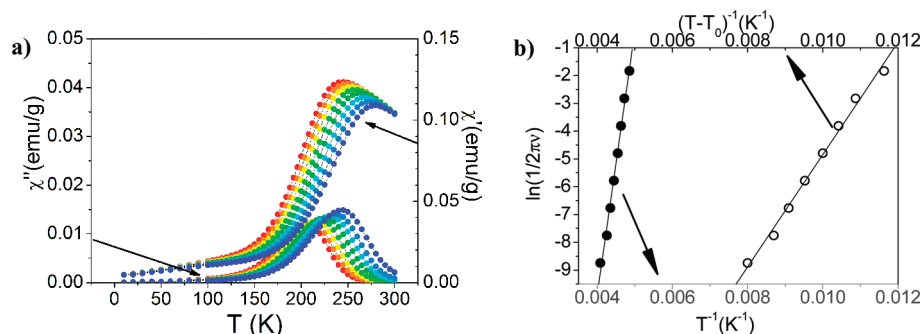 a)
χ''(emu/g)
0.05
0.04
0.03
0.02
0.01
0.00
0 50 100 150 200 250 300
T (K)
0.15
0.10
0.05
0.00
χ'(emu/g)
b)
(T-T₀)⁻¹(K⁻¹)
0.004 0.006 0.008 0.010 0.012
ln(1/2πν)
-1
-2
-3
-4
-5
-6
-7
-8
-9
0.004 0.006 0.008 0.010 0.012
T⁻¹(K⁻¹)